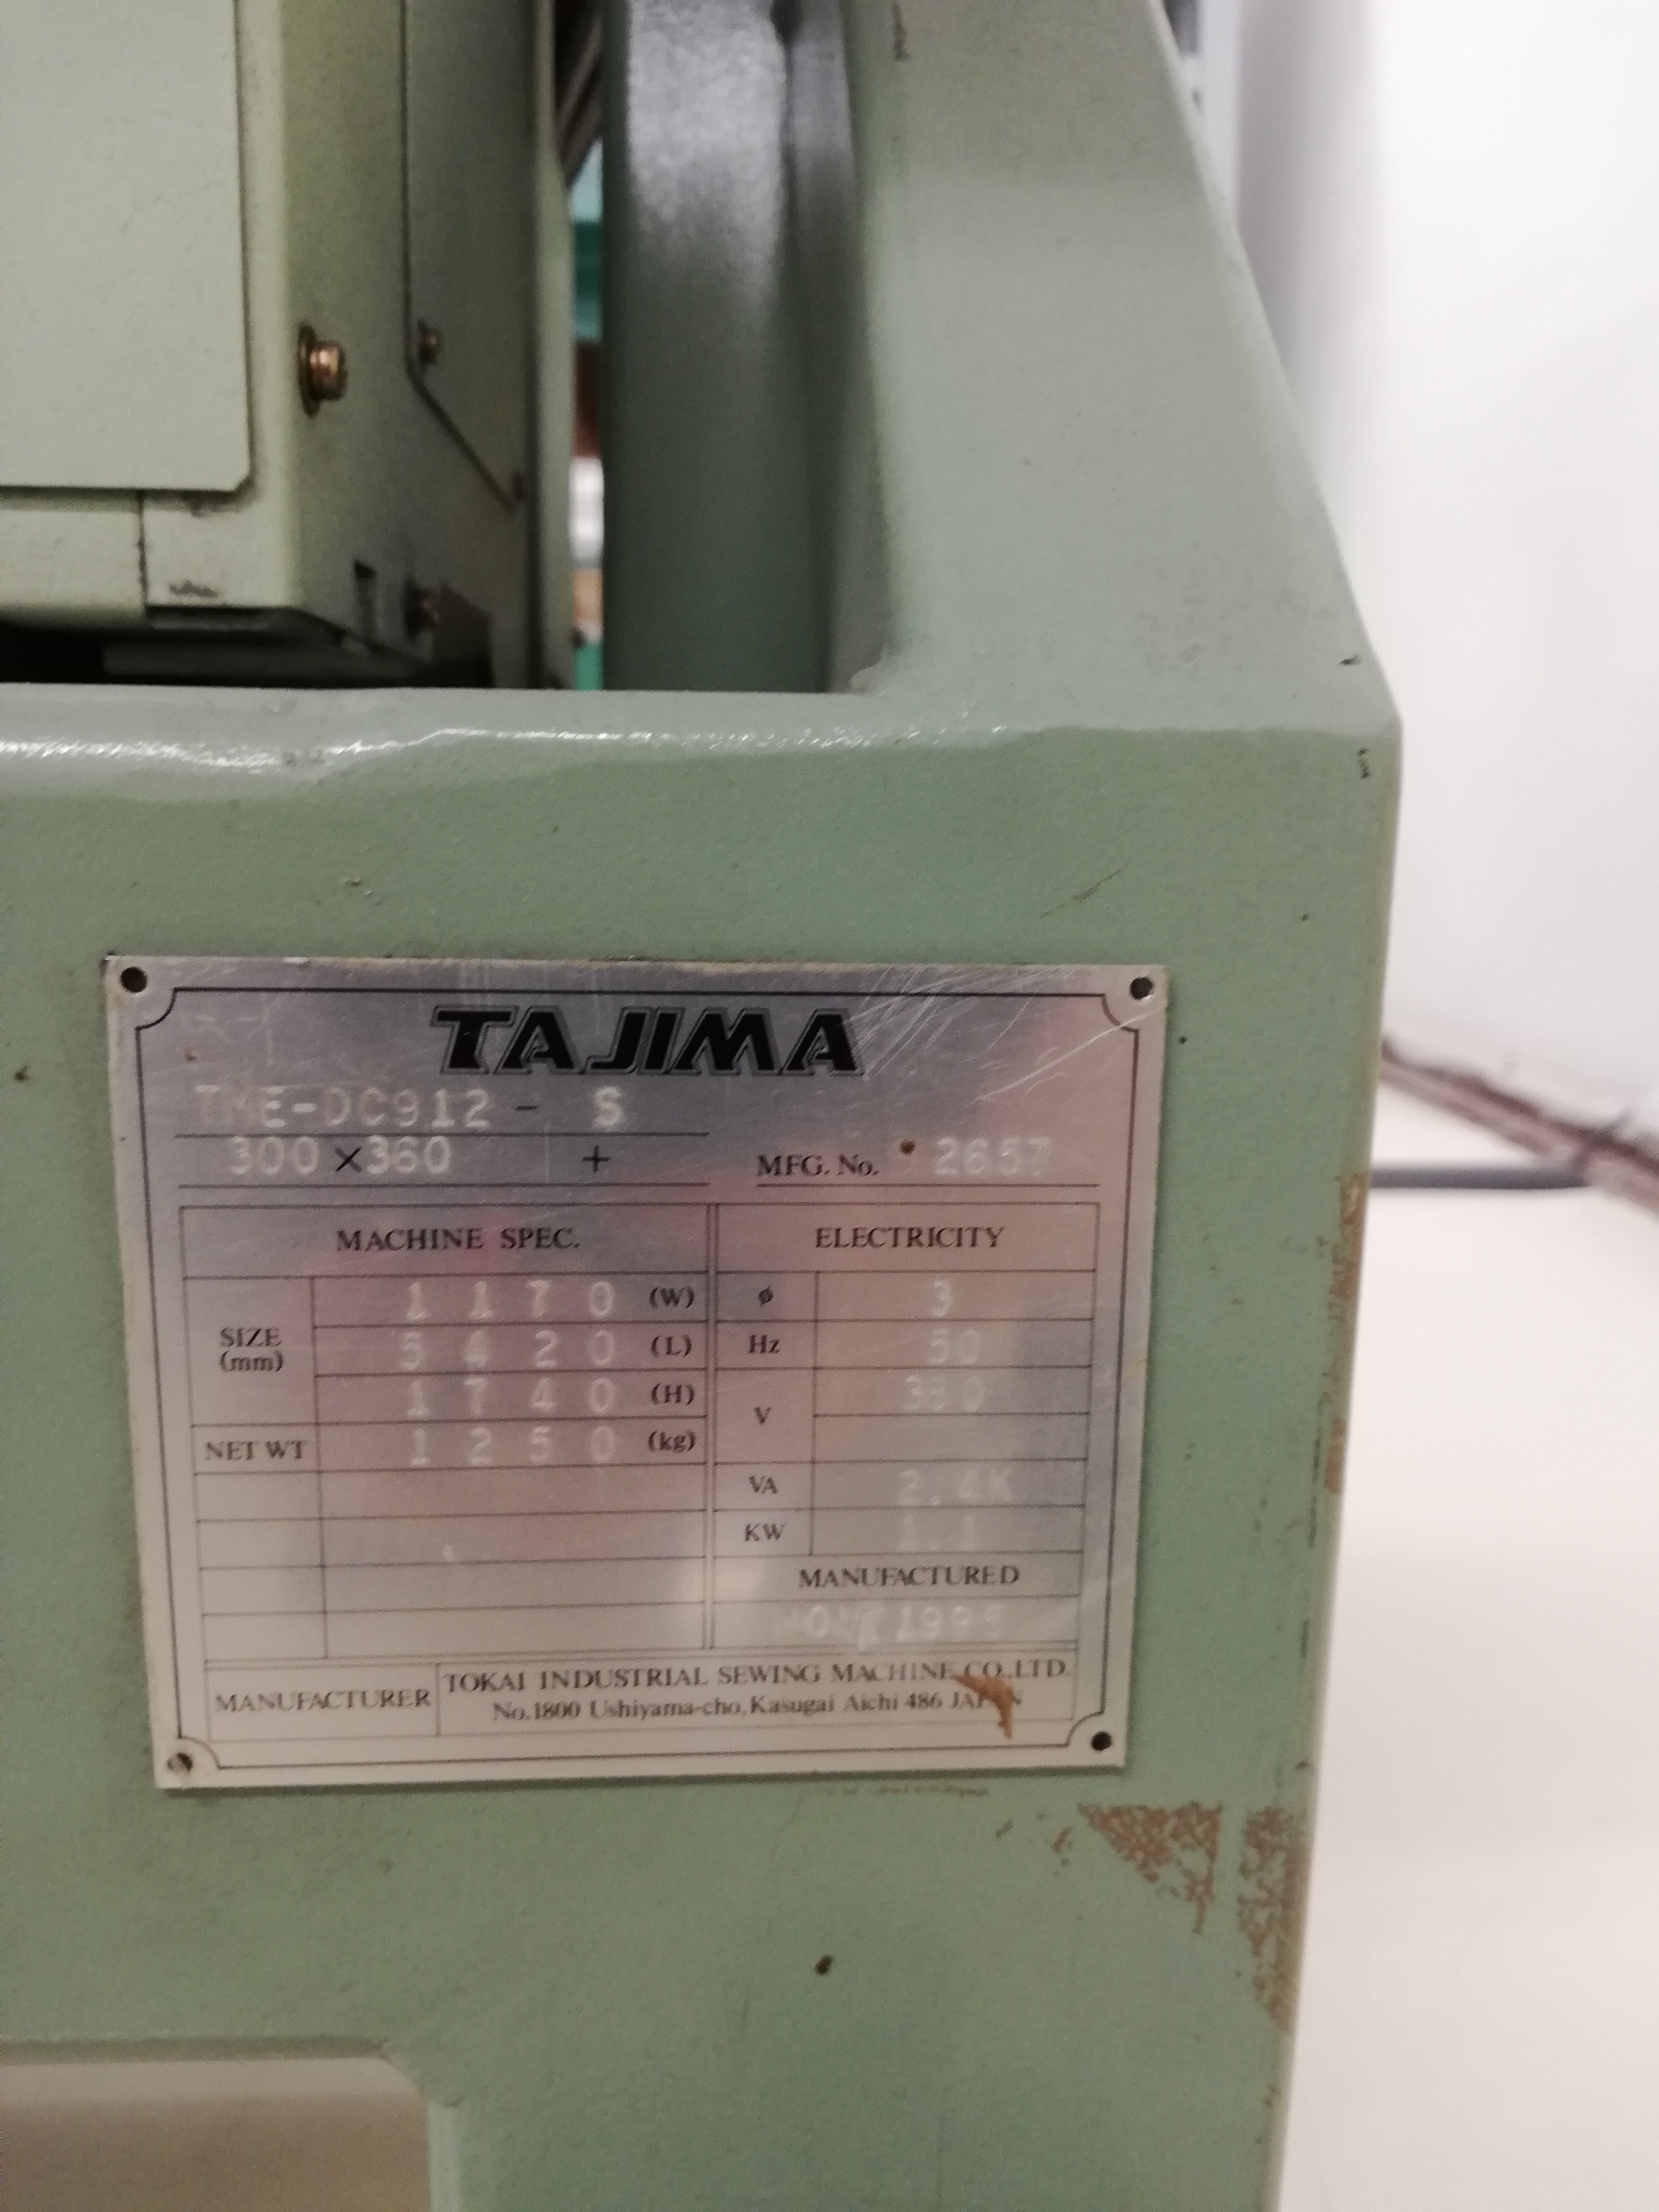 TAJIMA
TME-DC912 - S
300 x 360 +
MFG. No. 2657
MACHINE SPEC. ELECTRICITY
SIZE (mm) 1170 (W) ø 3
(L) Hz 50
1740 (H) V 380
NET WT 1250 (kg)
VA 2.4K
KW 1.1
MANUFACTURED
MANUFACTURER TOKAI INDUSTRIAL SEWING MACHINE CO.,LTD.
No.1800 Ushiyama-cho, Kasugai Aichi 486 JAPAN